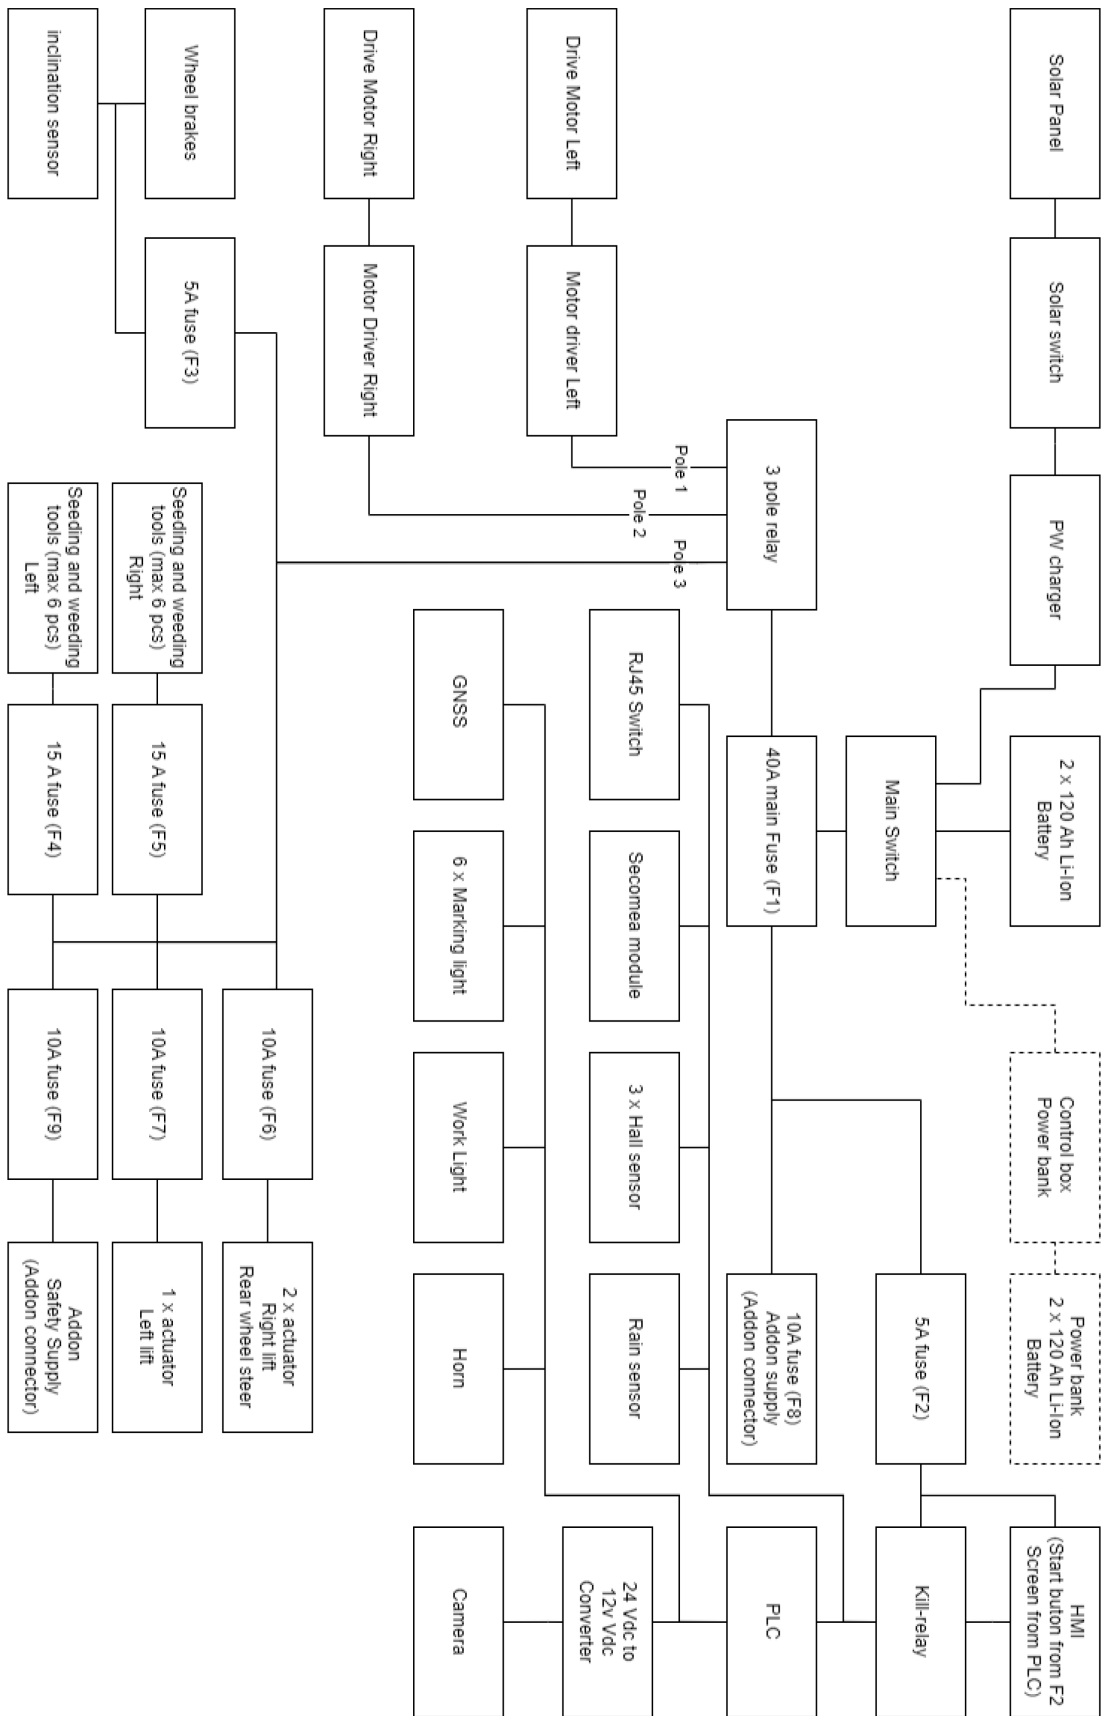 Solar Panel
Solar switch
PW charger
2 x 120 Ah Li-Ion
Battery
Control box
Power bank
Power bank
2 x 120 Ah Li-Ion
Battery
HMI
(Start buton from F2
Screen from PLC)
Main Switch
5A fuse (F2)
Kill-relay
3 pole relay
40A main Fuse (F1)
10A fuse (F8)
Addon supply
(Addon connector)
PLC
Drive Motor Left
Motor driver Left
Pole 1
Pole 2
Pole 3
RJ45 Switch
Secomea module
3 x Hall sensor
Rain sensor
24 Vdc to
12v Vdc
Converter
Drive Motor Right
Motor Driver Right
GNSS
6 x Marking light
Work Light
Horn
Camera
Wheel brakes
5A fuse (F3)
10A fuse (F6)
2 x actuator
Right lift
Rear wheel steer
Seeding and weeding
tools (max 6 pcs)
Right
15 A fuse (F5)
10A fuse (F7)
1 x actuator
Left lift
inclination sensor
Seeding and weeding
tools (max 6 pcs)
Left
15 A fuse (F4)
10A fuse (F9)
Addon
Safety Supply
(Addon connector)